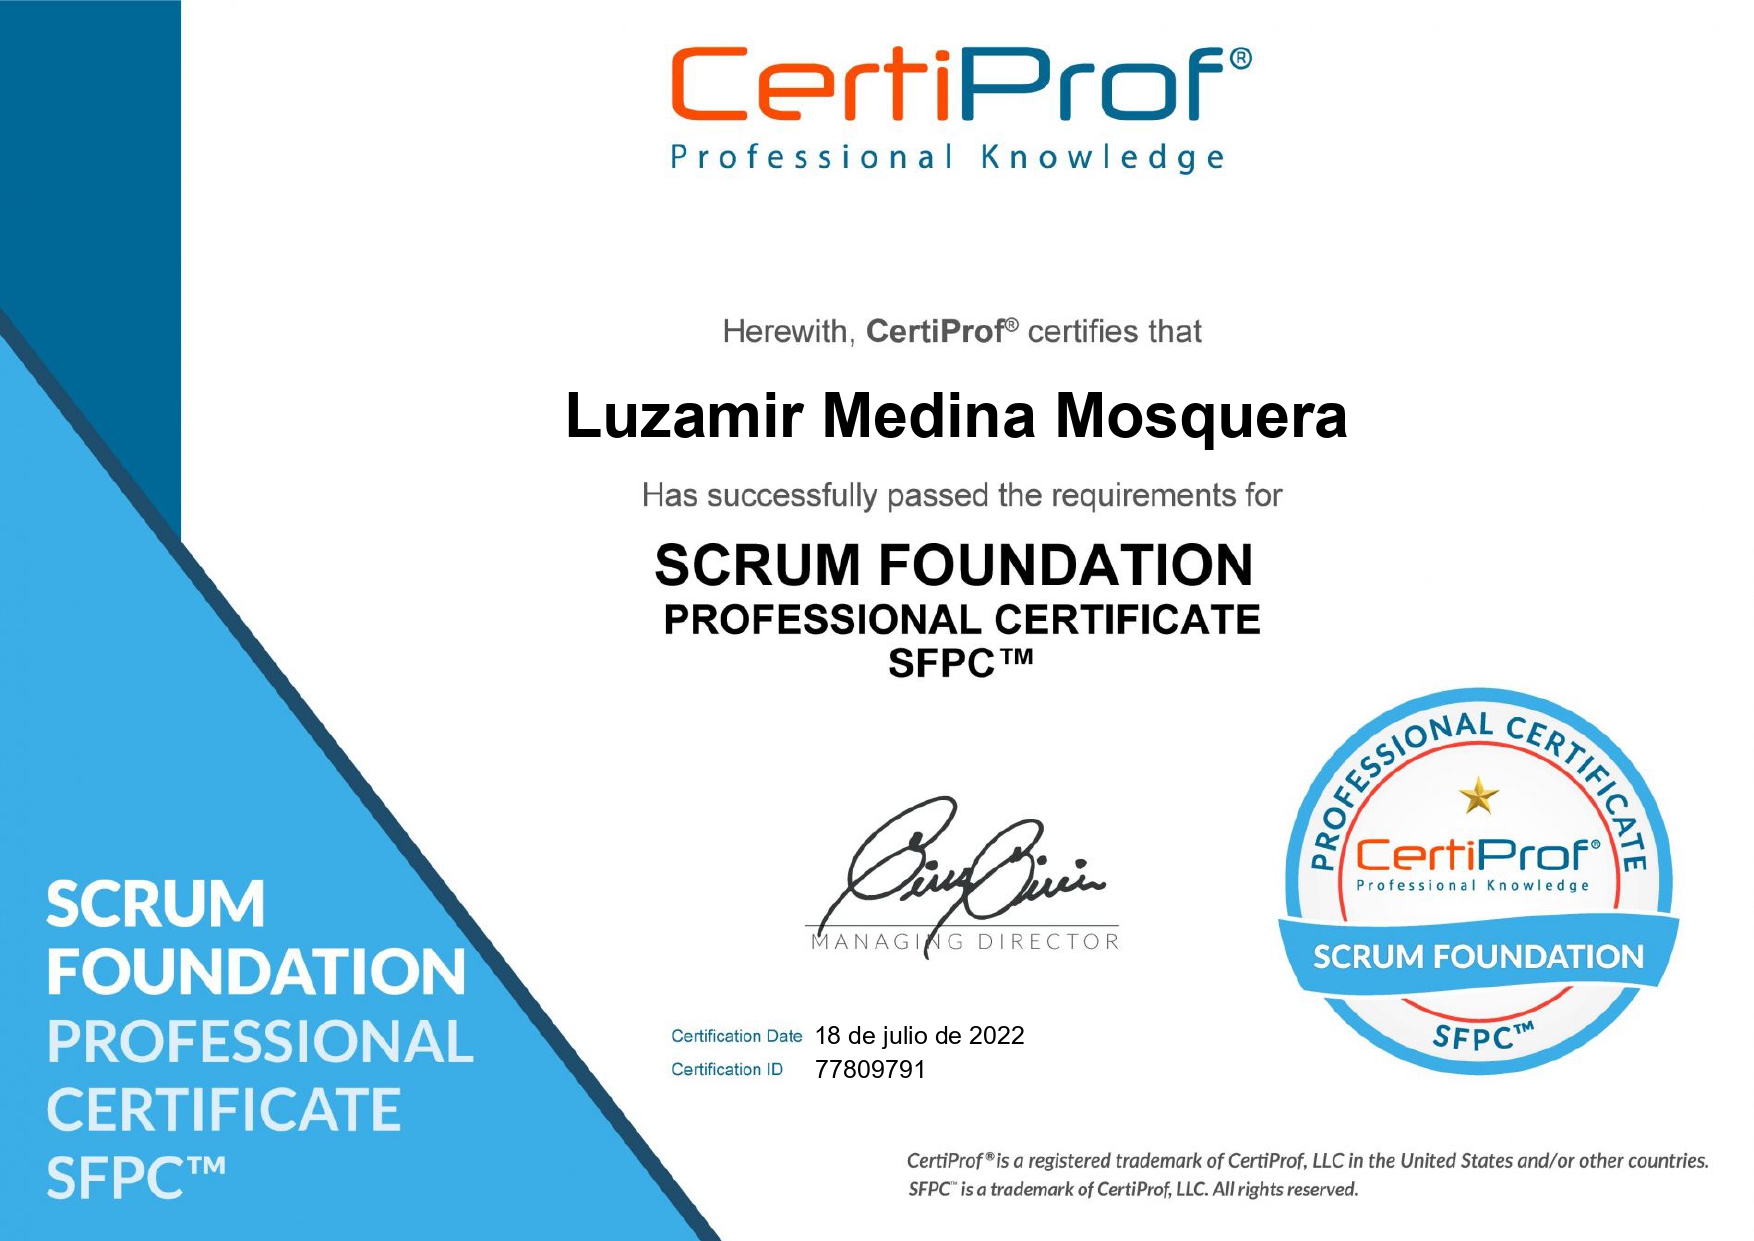 CertiProf®
Professional Knowledge
Herewith, CertiProf® certifies that
Luzamir Medina Mosquera
Has successfully passed the requirements for
SCRUM FOUNDATION
PROFESSIONAL CERTIFICATE
SFPC™
MANAGING DIRECTOR
Certification Date 18 de julio de 2022
Certification ID 77809791
PROFESSIONAL CERTIFICATE
CertiProf®
Professional Knowledge
SCRUM FOUNDATION
SFPC™
SCRUM
FOUNDATION
PROFESSIONAL
CERTIFICATE
SFPC™
CertiProf® is a registered trademark of CertiProf, LLC in the United States and/or other countries.
SFPC™ is a trademark of CertiProf, LLC. All rights reserved.